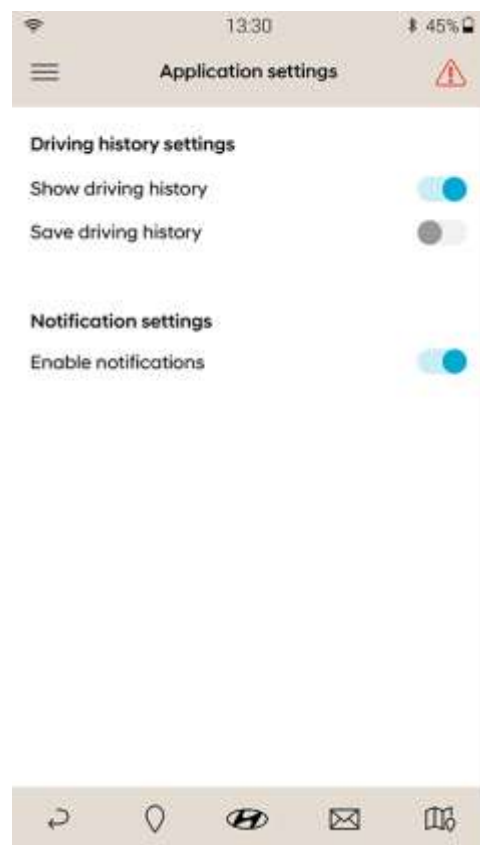 13:30
45%
Application settings
Driving history settings
Show driving history
Save driving history
Notification settings
Enable notifications